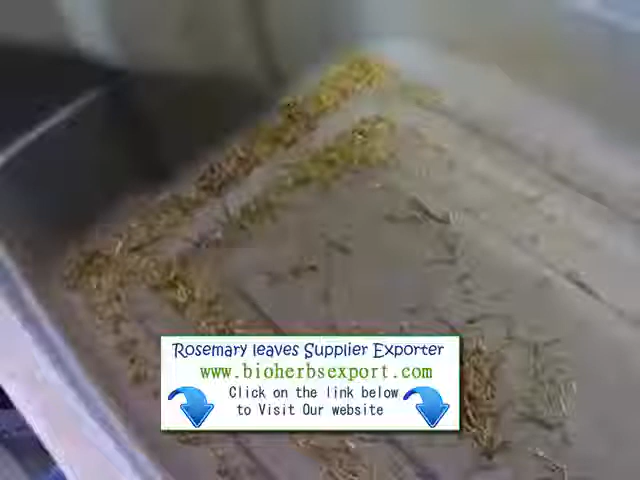 Rosemary leaves Supplier Exporter
www.bioherbsexport.com
Click on the link below
to Visit Our website